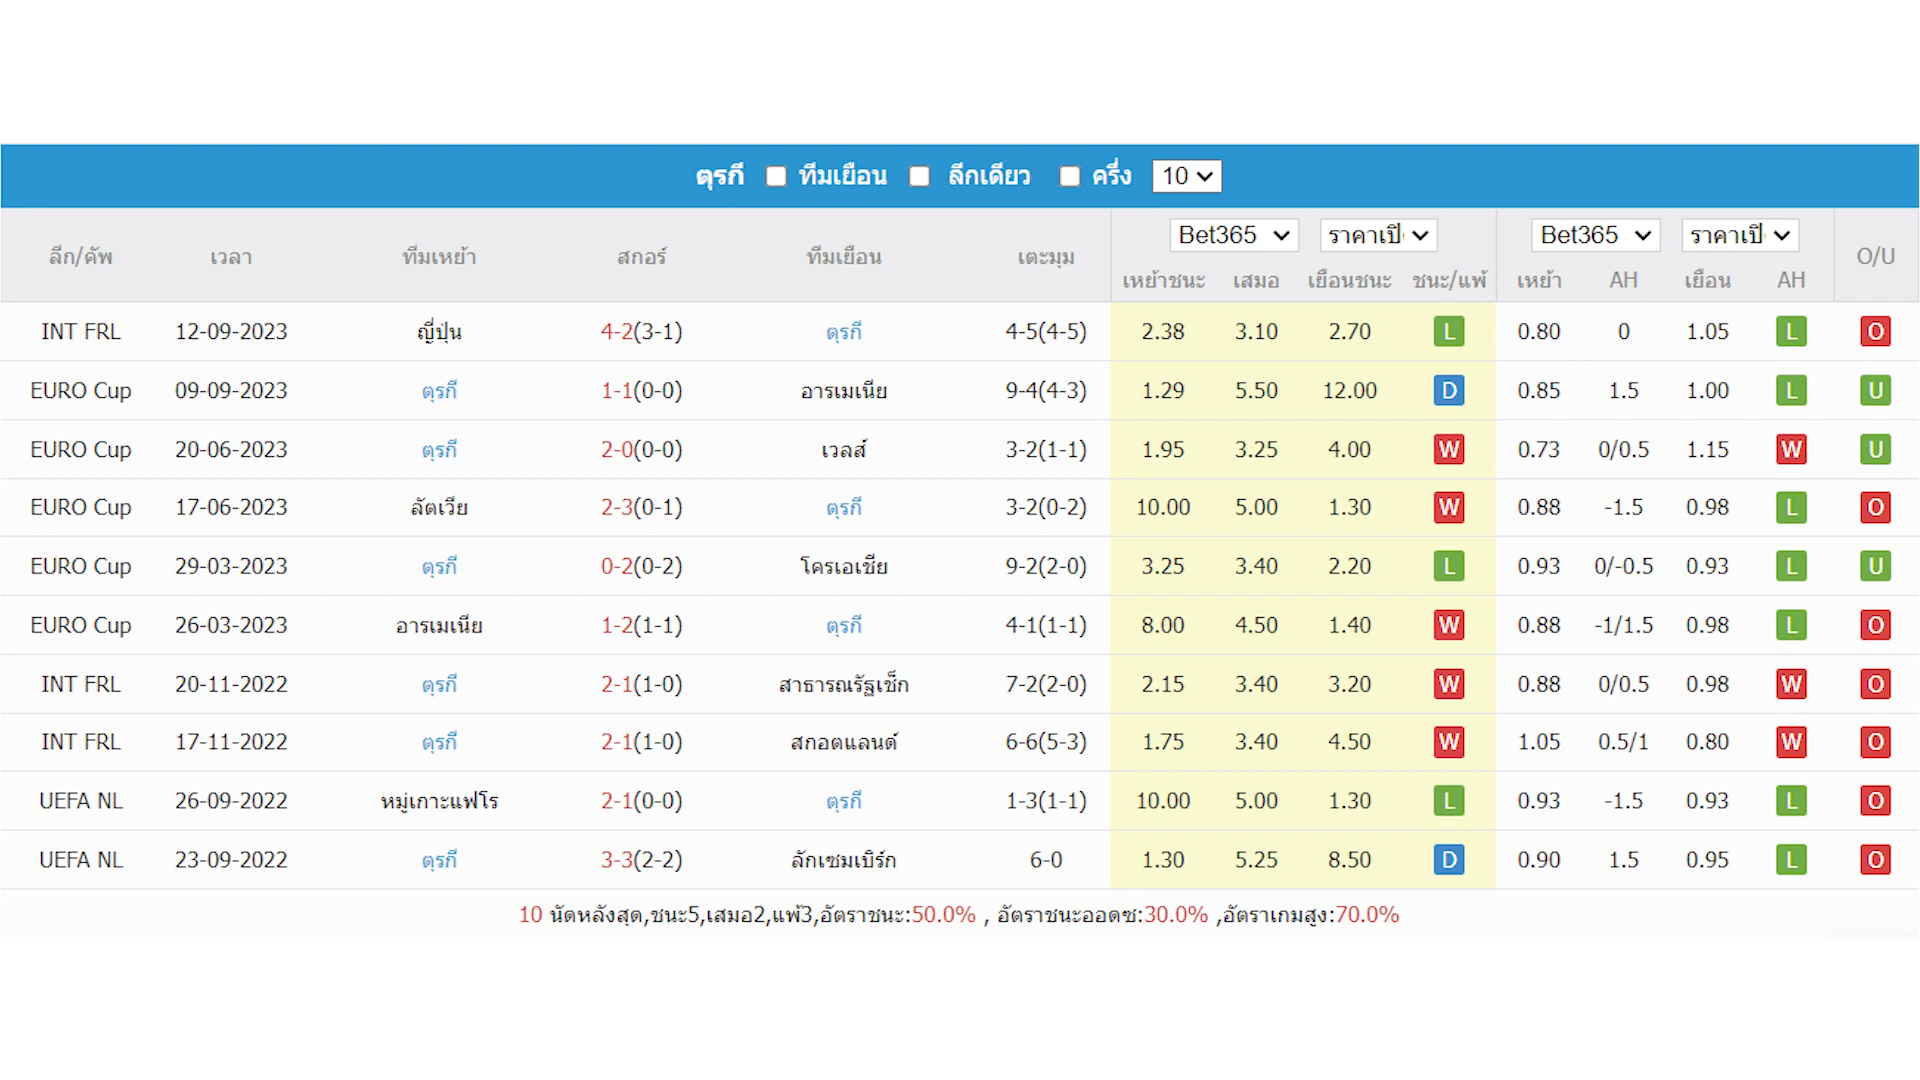 ตุรกี ทีมเยือน ลีกเดียว ครึ่ง 10
Bet365 ราคาเปิ Bet365 ราคาเปิ
ลีก/คัพ เวลา ทีมเหย้า สกอร์ ทีมเยือน เตะมุม O/U
เหย้าชนะ เสมอ เยือนชนะ ชนะ/แพ้ เหย้า AH เยือน AH
INT FRL 12-09-2023 ญี่ปุ่น 4-2(3-1) ตุรกี 4-5(4-5) 2.38 3.10 2.70 L 0.80 0 1.05 L O
EURO Cup 09-09-2023 ตุรกี 1-1(0-0) อาร์เมเนีย 9-4(4-3) 1.29 5.50 12.00 D 0.85 1.5 1.00 L U
EURO Cup 20-06-2023 ตุรกี 2-0(0-0) เวลส์ 3-2(1-1) 1.95 3.25 4.00 W 0.73 0/0.5 1.15 W U
EURO Cup 17-06-2023 ลัตเวีย 2-3(0-1) ตุรกี 3-2(0-2) 10.00 5.00 1.30 W 0.88 -1.5 0.98 L O
EURO Cup 29-03-2023 ตุรกี 0-2(0-2) โครเอเชีย 9-2(2-0) 3.25 3.40 2.20 L 0.93 0/-0.5 0.93 L U
EURO Cup 26-03-2023 อาร์เมเนีย 1-2(1-1) ตุรกี 4-1(1-1) 8.00 4.50 1.40 W 0.88 -1/1.5 0.98 L O
INT FRL 20-11-2022 ตุรกี 2-1(1-0) สาธารณรัฐเช็ก 7-2(2-0) 2.15 3.40 3.20 W 0.88 0/0.5 0.98 W O
INT FRL 17-11-2022 ตุรกี 2-1(1-0) สกอตแลนด์ 6-6(5-3) 1.75 3.40 4.50 W 1.05 0.5/1 0.80 W O
UEFA NL 26-09-2022 หมู่เกาะแฟโร 2-1(0-0) ตุรกี 1-3(1-1) 10.00 5.00 1.30 L 0.93 -1.5 0.93 L O
UEFA NL 23-09-2022 ตุรกี 3-3(2-2) ลักเซมเบิร์ก 6-0 1.30 5.25 8.50 D 0.90 1.5 0.95 L O
10 นัดหลังสุด,ชนะ5,เสมอ2,แพ้3,อัตราชนะ:50.0% , อัตราชนะออดซ:30.0% ,อัตราเกมสูง:70.0%